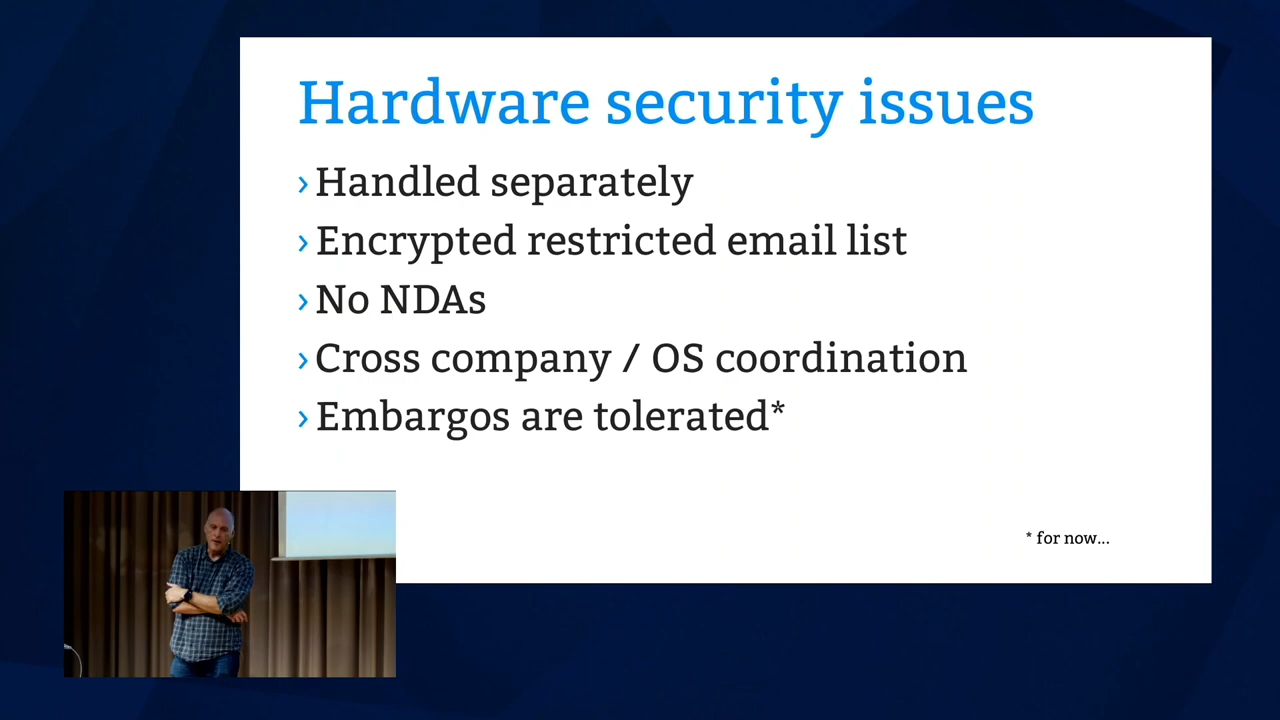 Hardware security issues
› Handled separately
› Encrypted restricted email list
› No NDAs
› Cross company / OS coordination
› Embargos are tolerated*
* for now...